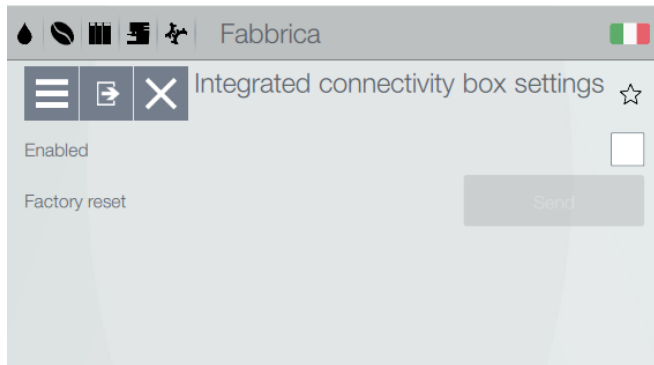 Fabbrica
Integrated connectivity box settings
Enabled
Factory reset
Send